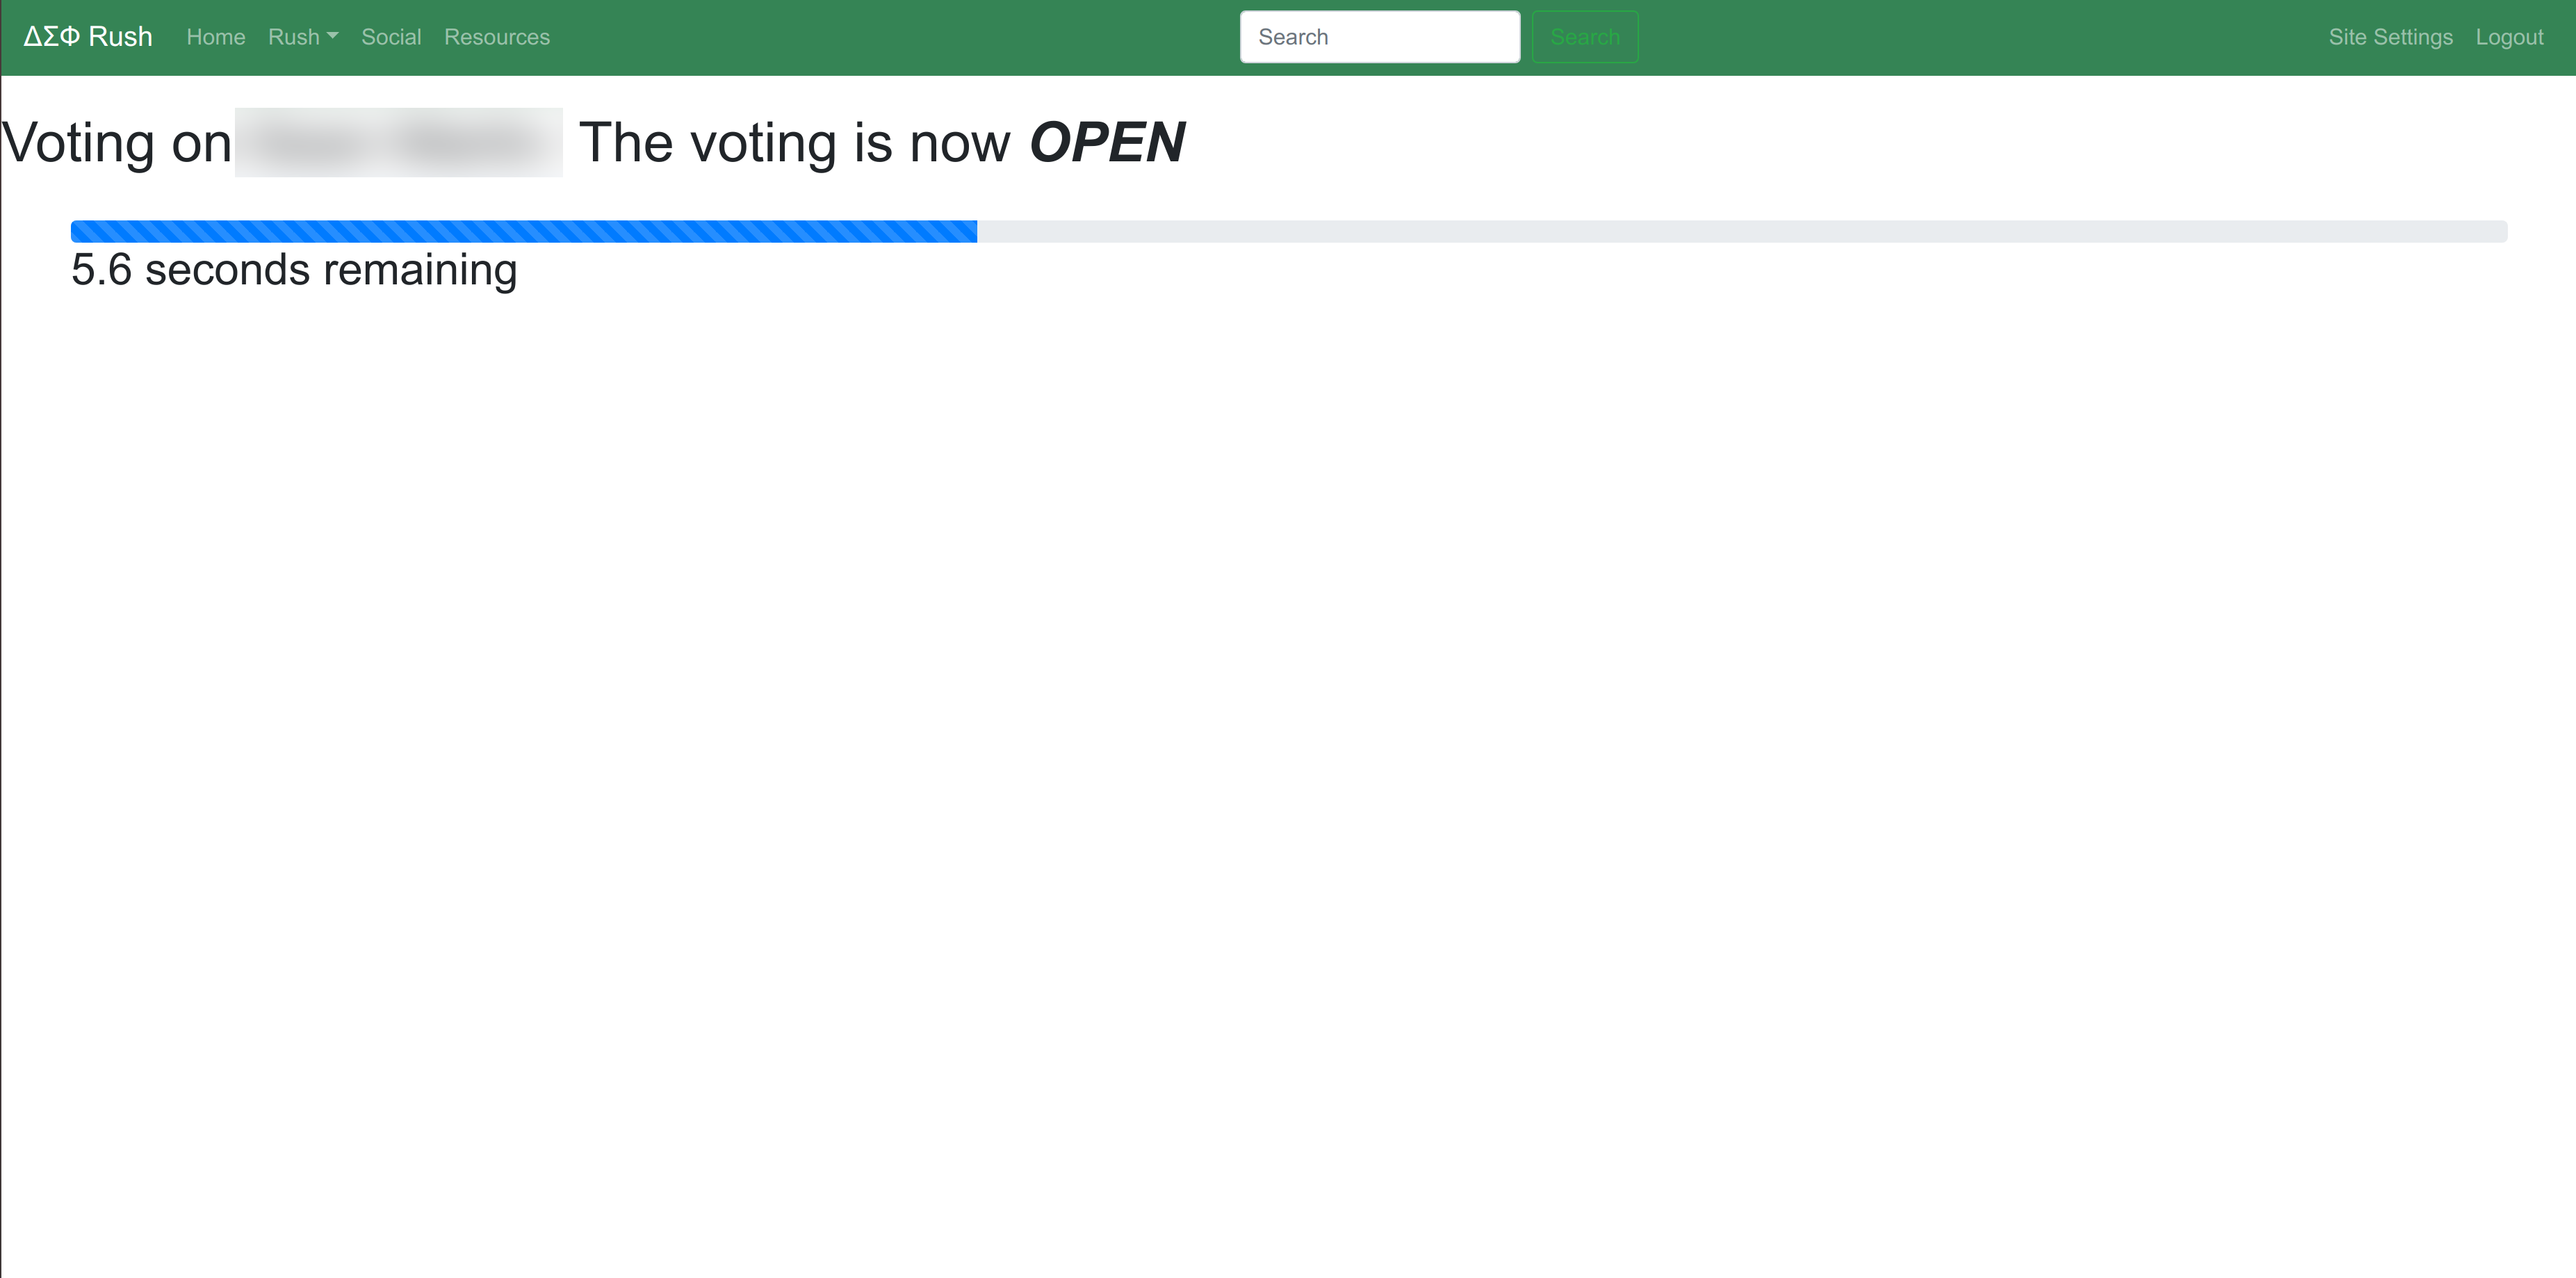 ΔΣΦ Rush Home Rush Social Resources Search Search Site Settings Logout
Voting on The voting is now OPEN
5.6 seconds remaining